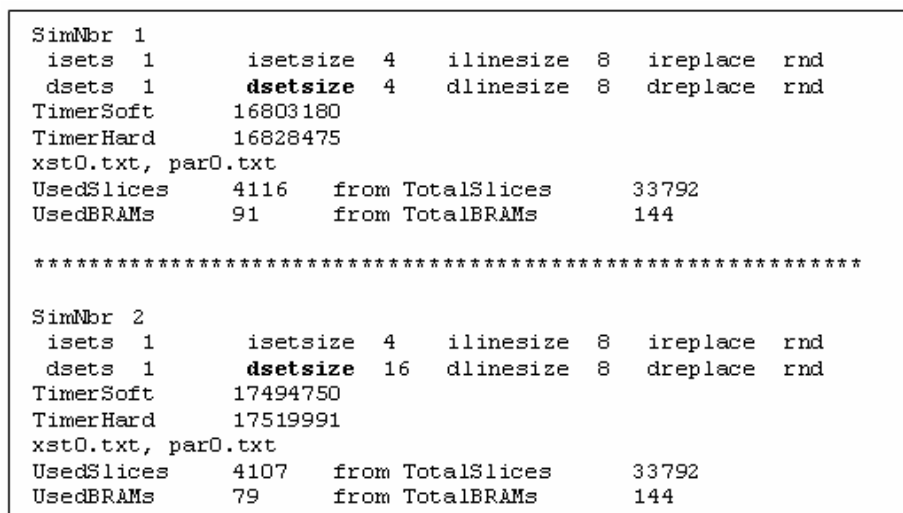 SimNbr 1
isets 1 isetsize 4 ilinesize 8 ireplace rnd
dsets 1 dsetsize 4 dlinesize 8 dreplace rnd
TimerSoft 16803180
TimerHard 16828475
xst0.txt, par0.txt
UsedSlices 4116 from TotalSlices 33792
UsedBRAMs 91 from TotalBRAMs 144
**************************************************************
SimNbr 2
isets 1 isetsize 4 ilinesize 8 ireplace rnd
dsets 1 dsetsize 16 dlinesize 8 dreplace rnd
TimerSoft 17494750
TimerHard 17519991
xst0.txt, par0.txt
UsedSlices 4107 from TotalSlices 33792
UsedBRAMs 79 from TotalBRAMs 144